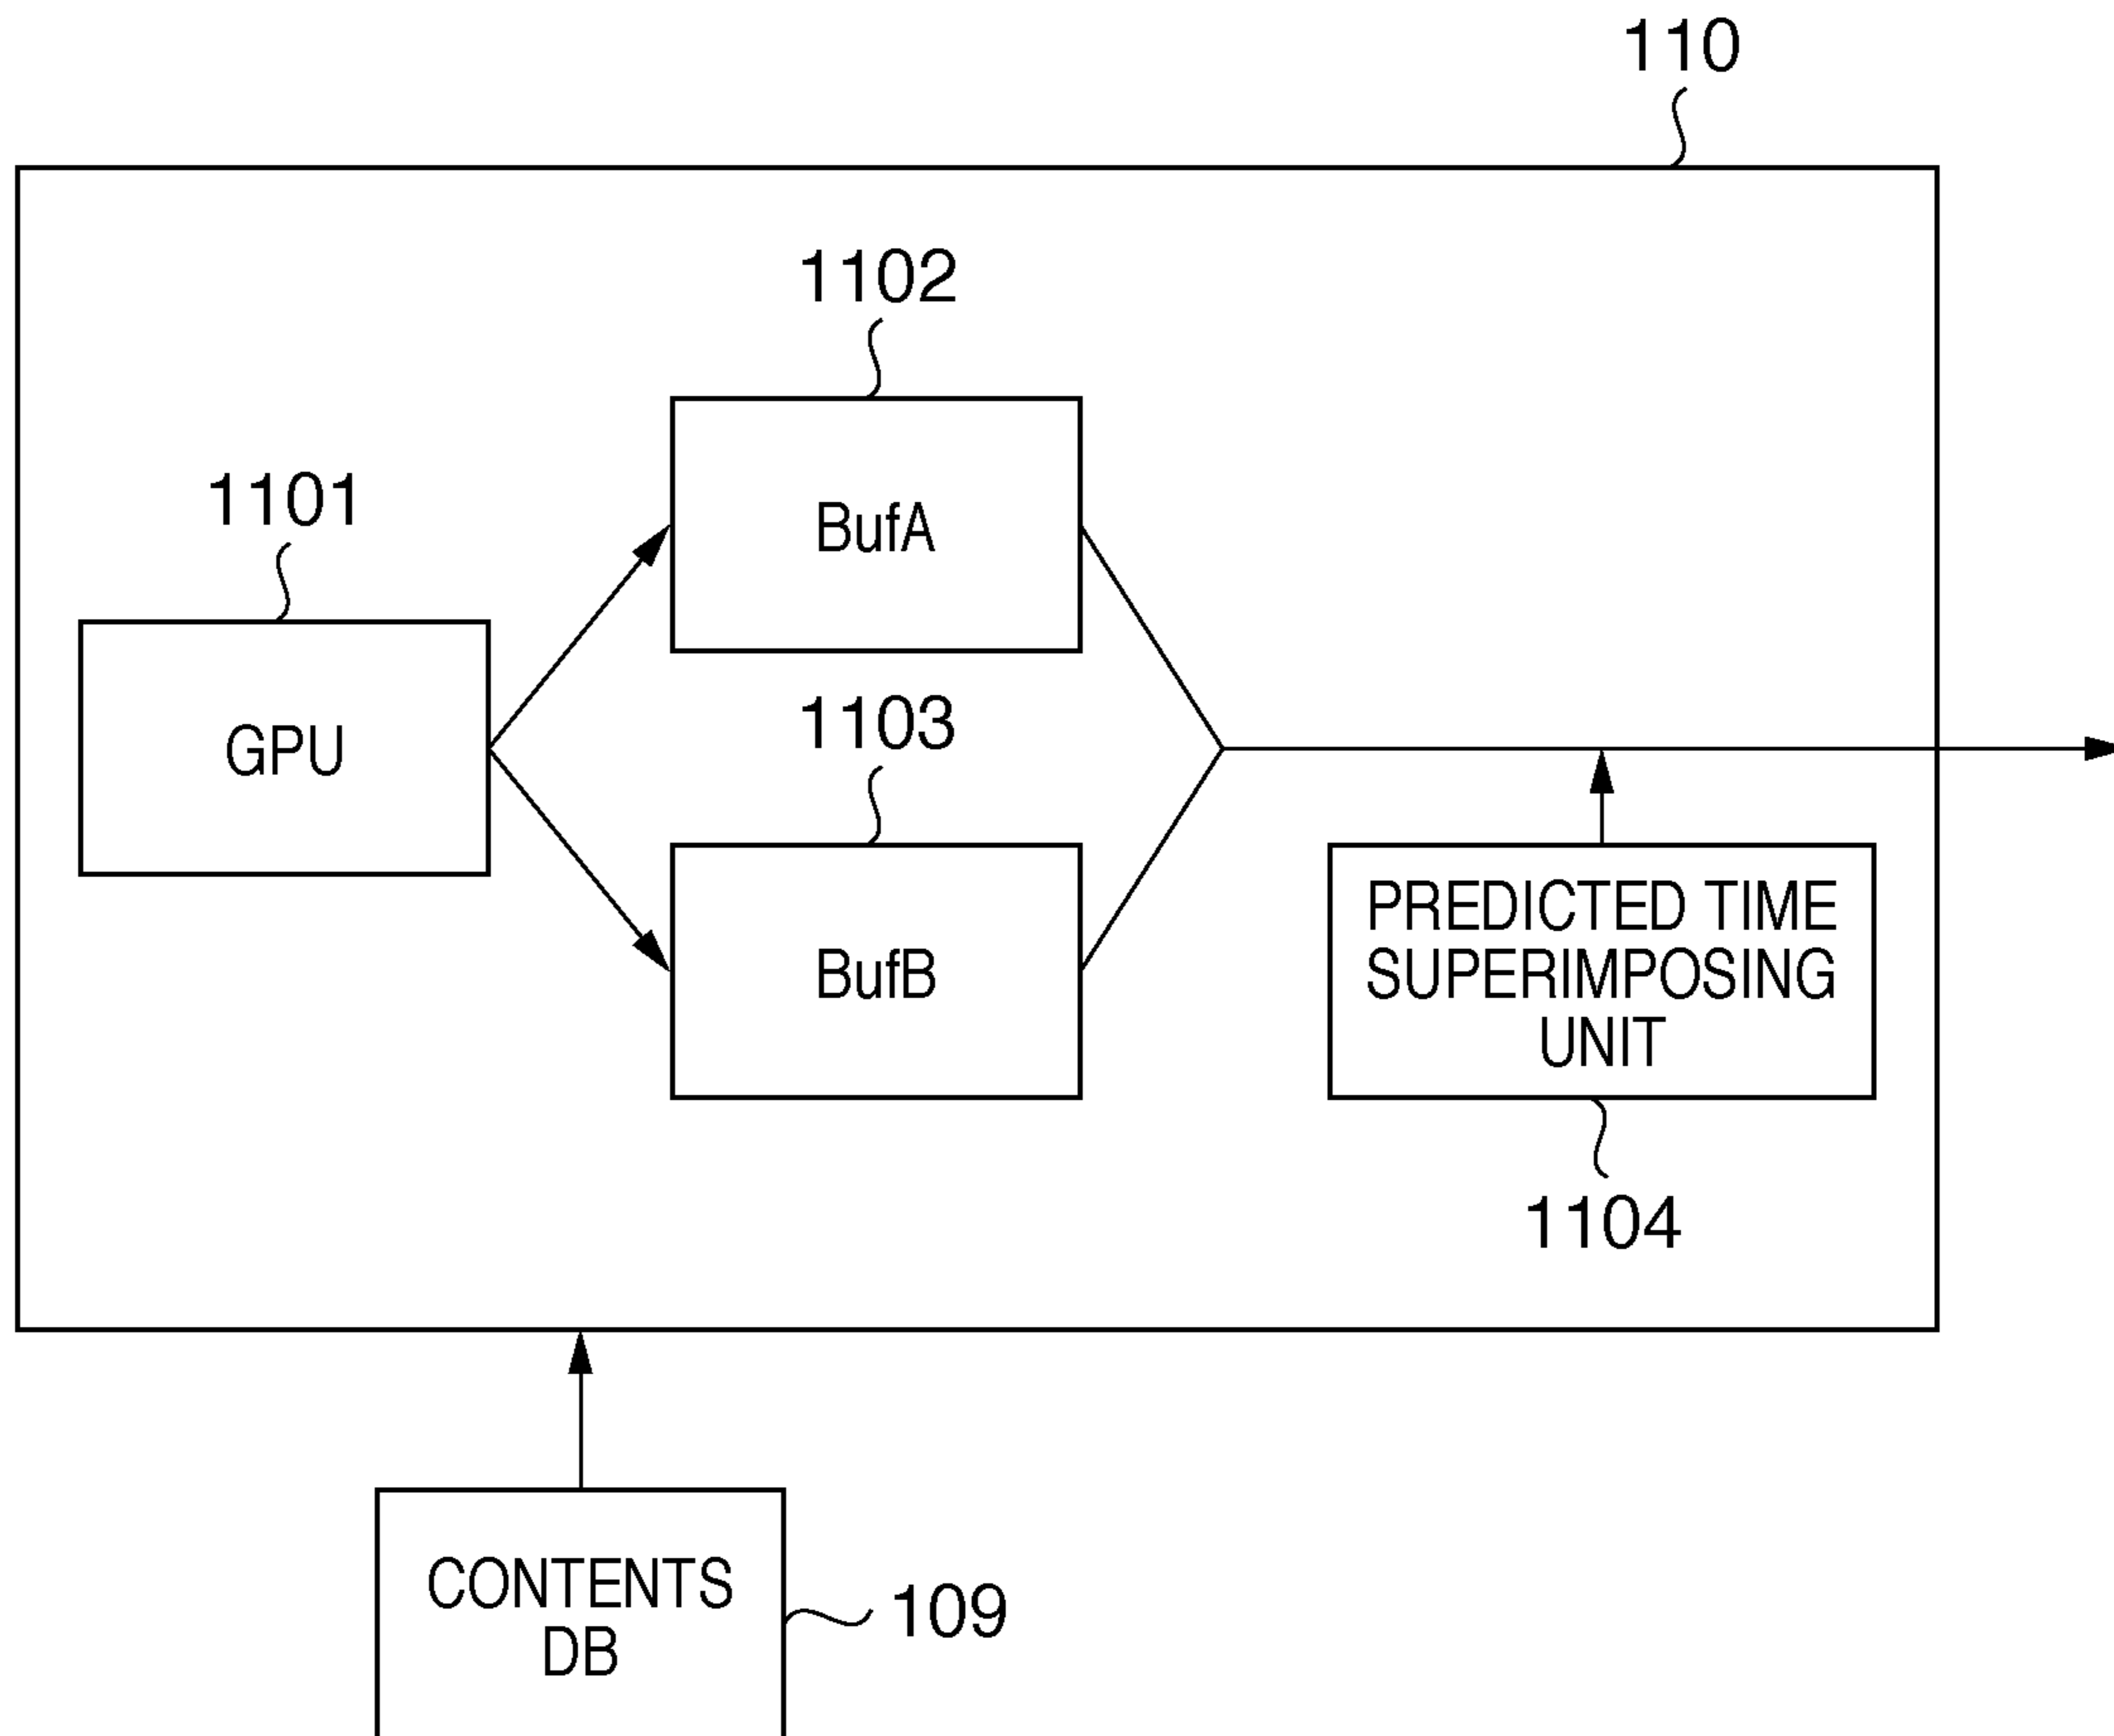 110
1102
BufA
1101
GPU
1103
BufB
PREDICTED TIME
SUPERIMPOSING
UNIT
1104
CONTENTS
DB
109